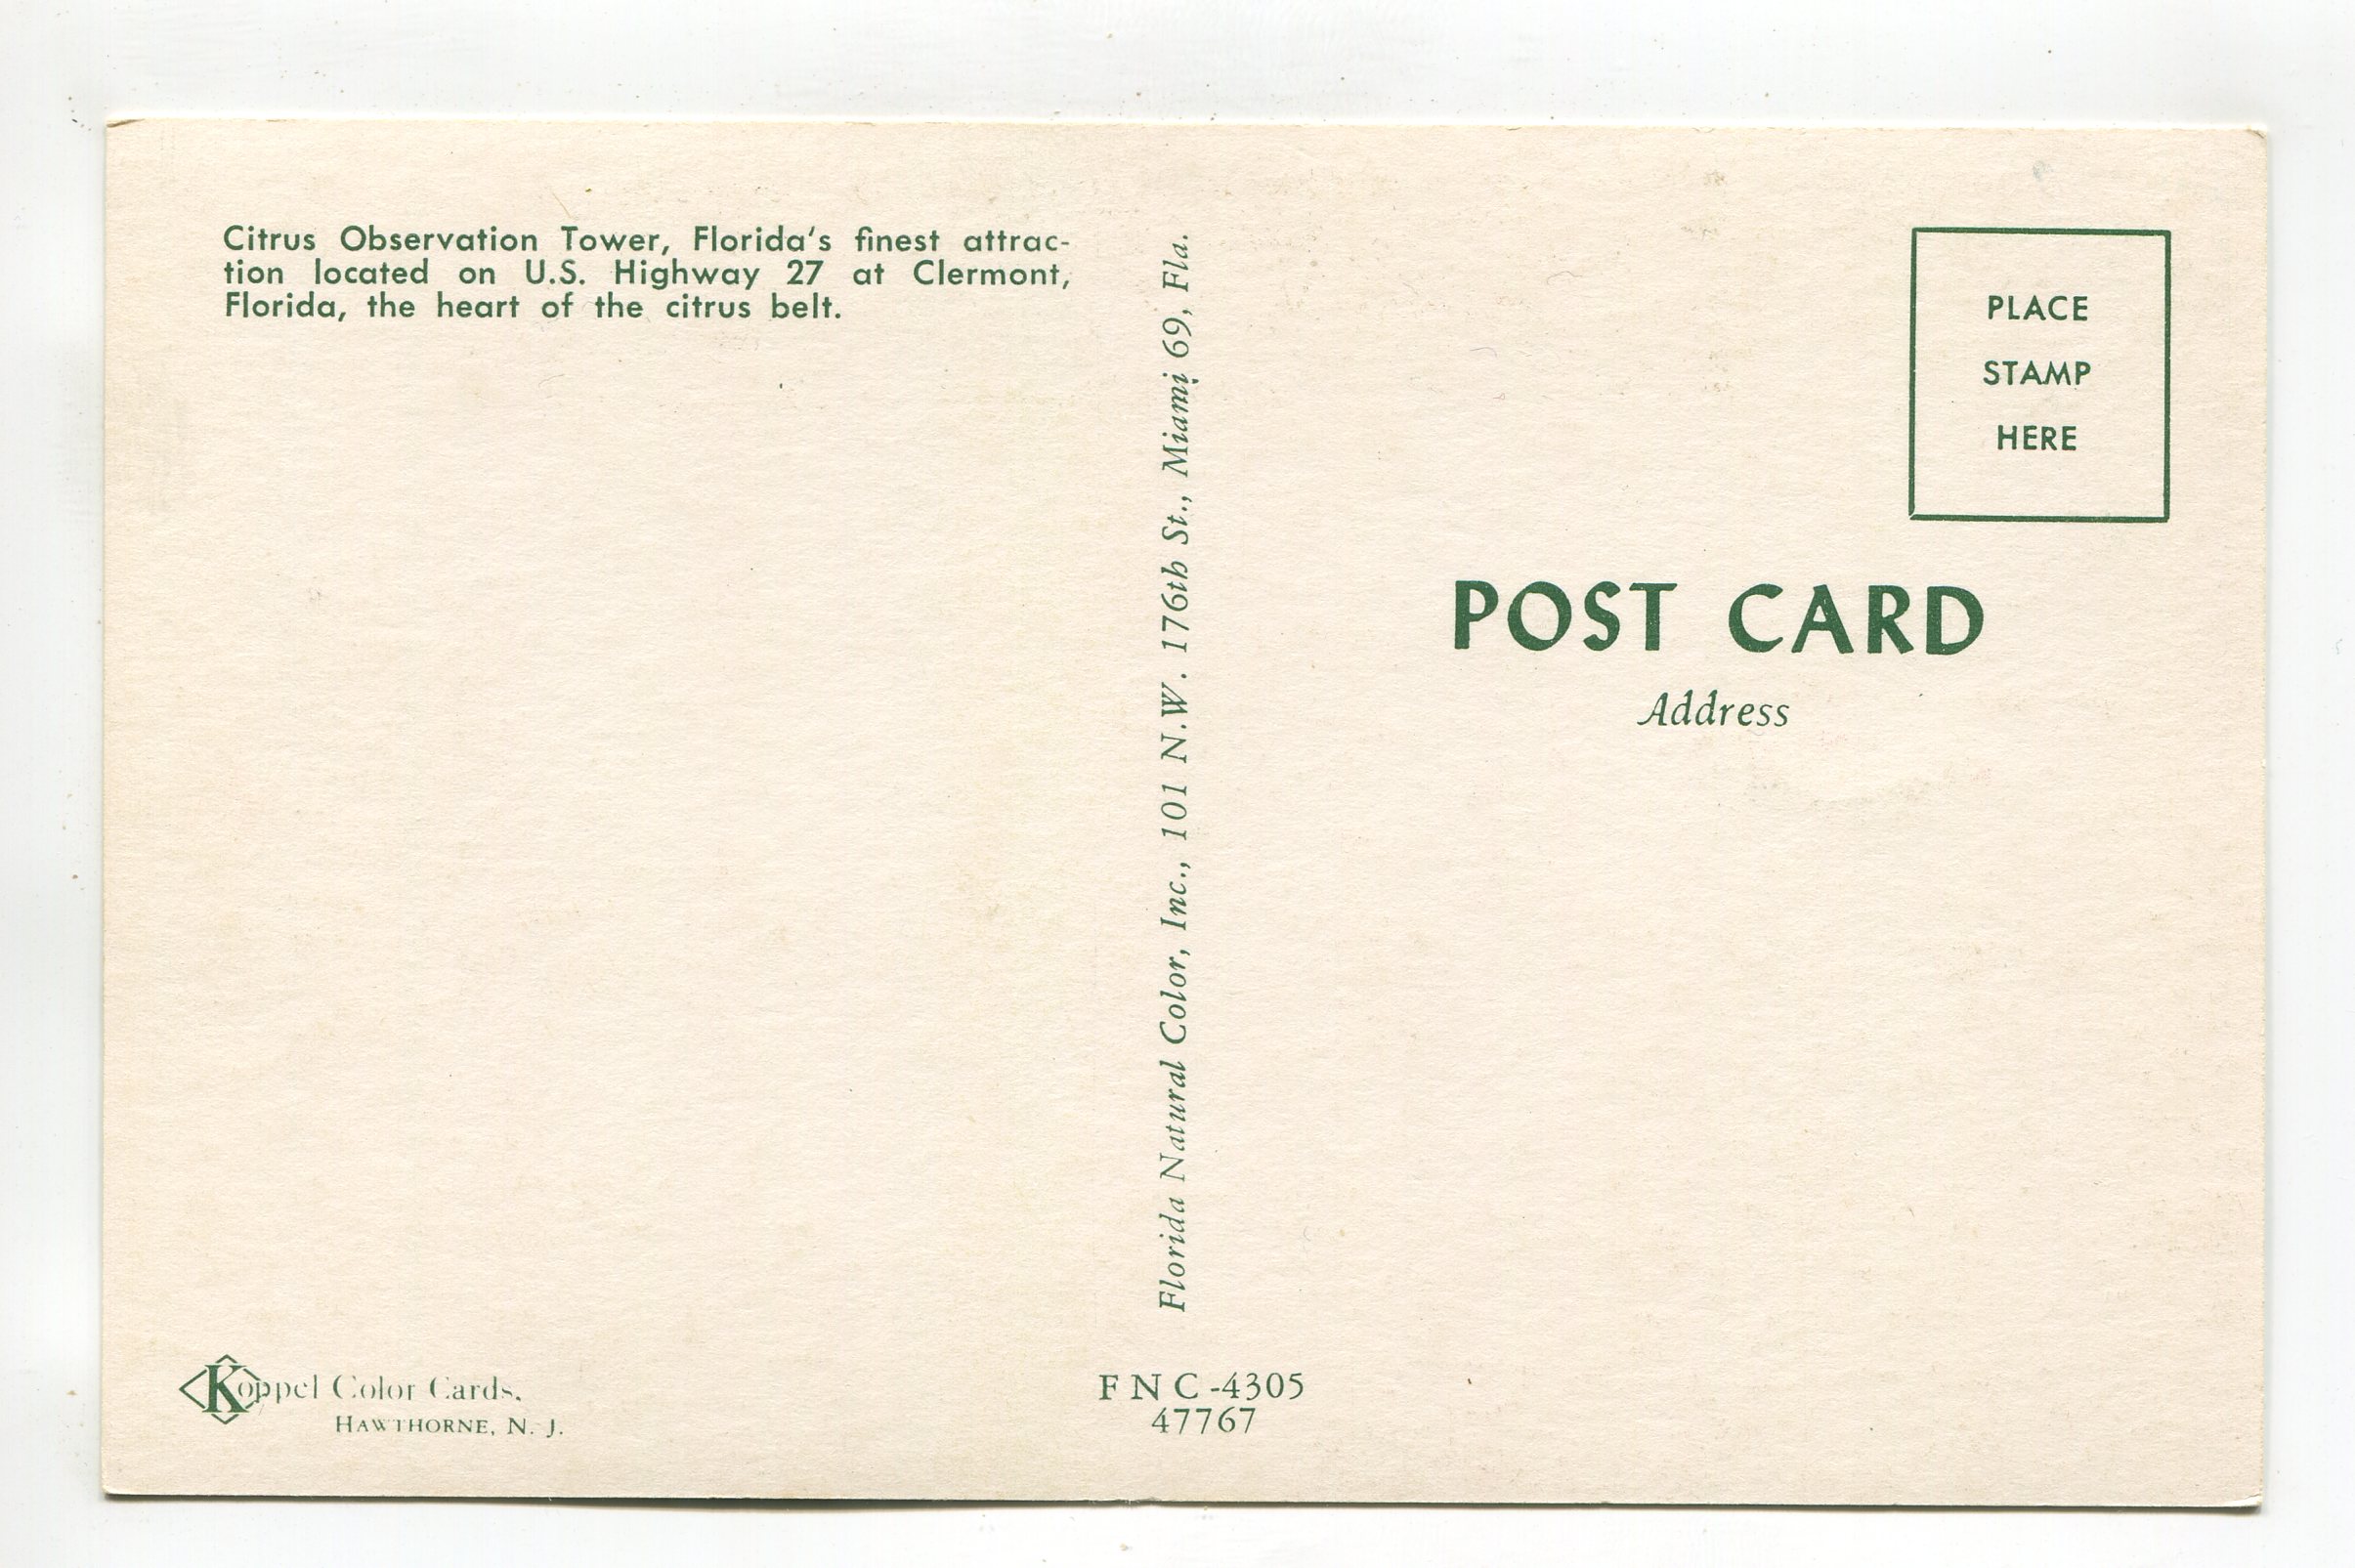 Citrus Observation Tower, Florida's finest attrac-
tion located on U.S. Highway 27 at Clermont,
Florida, the heart of the citrus belt.
Koppel Color Cards.
HAWTHORNE, N. J.
Florida Natural Color, Inc., 101 N.W. 176th St., Miami 69, Fla.
FNC-4305
47767
PLACE
STAMP
HERE
POST CARD
Address